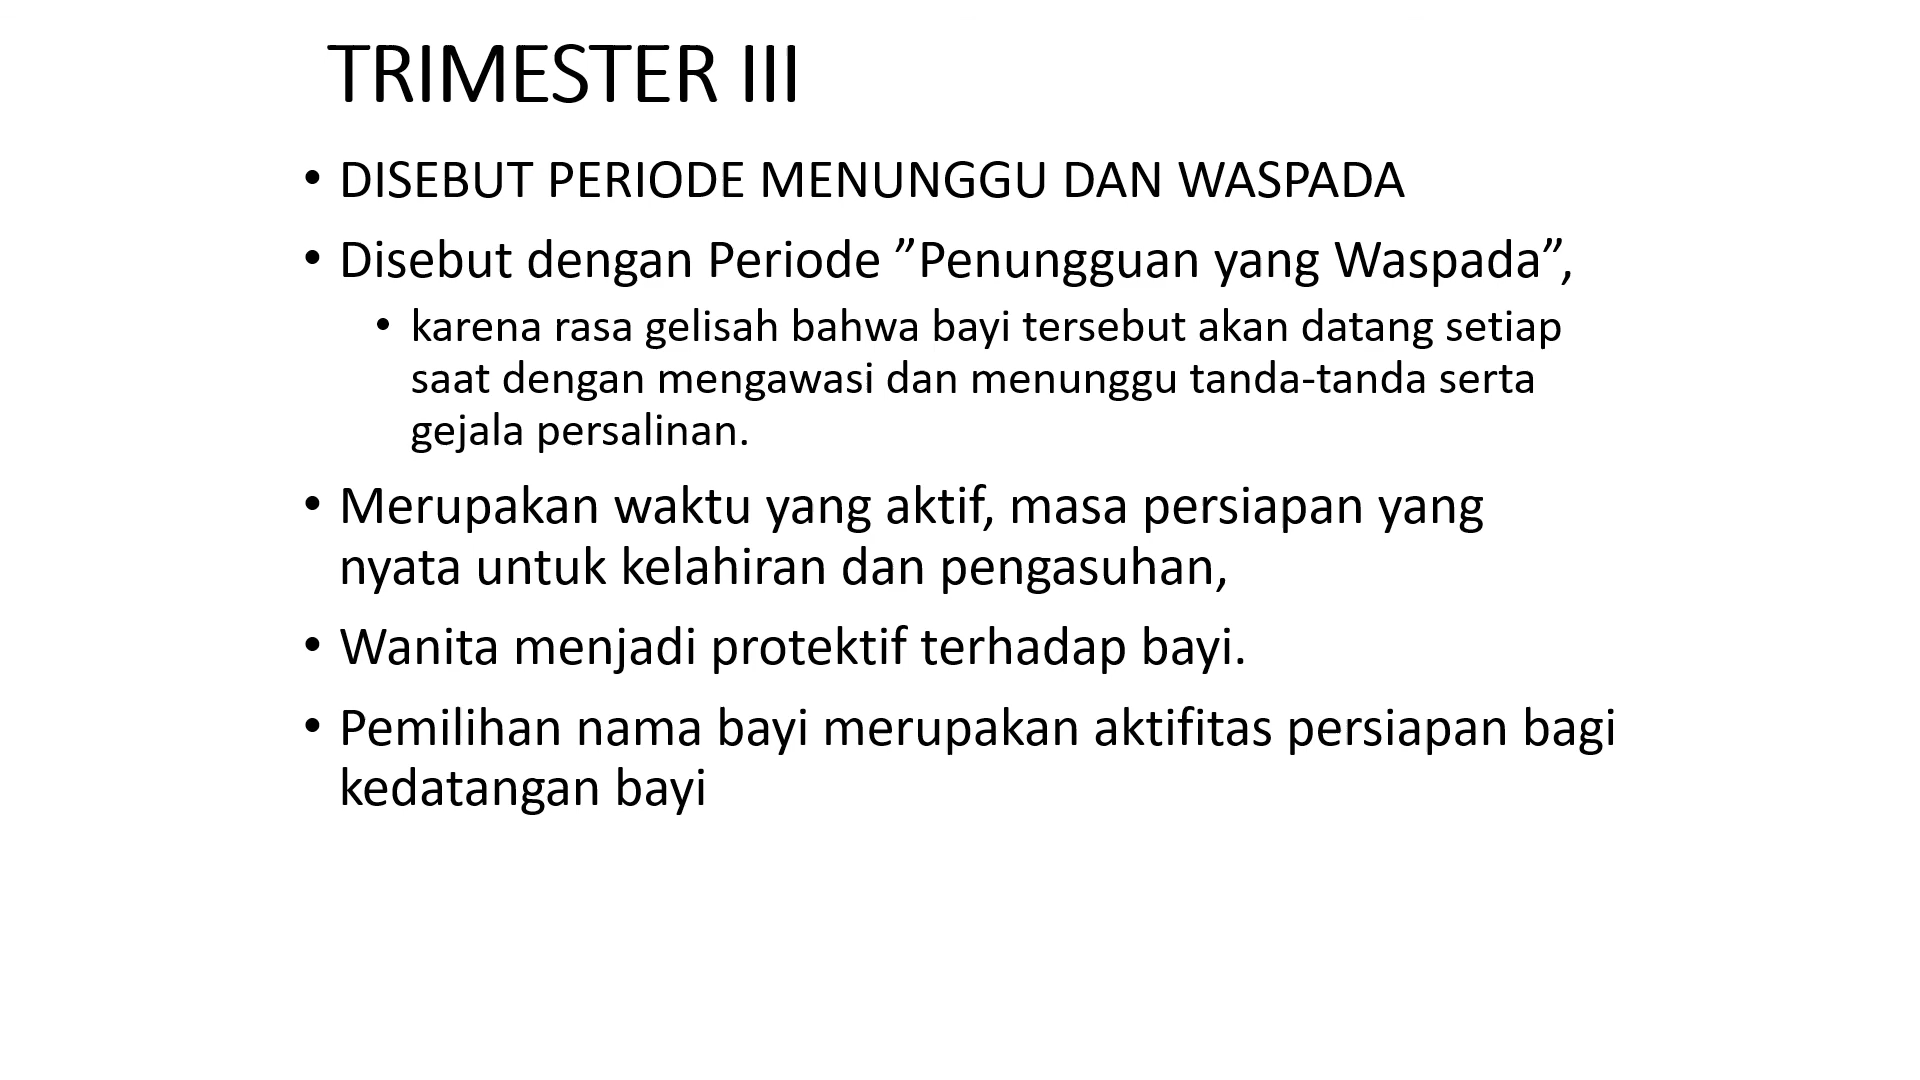 TRIMESTER III
• DISEBUT PERIODE MENUNGGU DAN WASPADA
• Disebut dengan Periode ”Penungguan yang Waspada”,
• karena rasa gelisah bahwa bayi tersebut akan datang setiap
saat dengan mengawasi dan menunggu tanda-tanda serta
gejala persalinan.
• Merupakan waktu yang aktif, masa persiapan yang
nyata untuk kelahiran dan pengasuhan,
• Wanita menjadi protektif terhadap bayi.
• Pemilihan nama bayi merupakan aktifitas persiapan bagi
kedatangan bayi